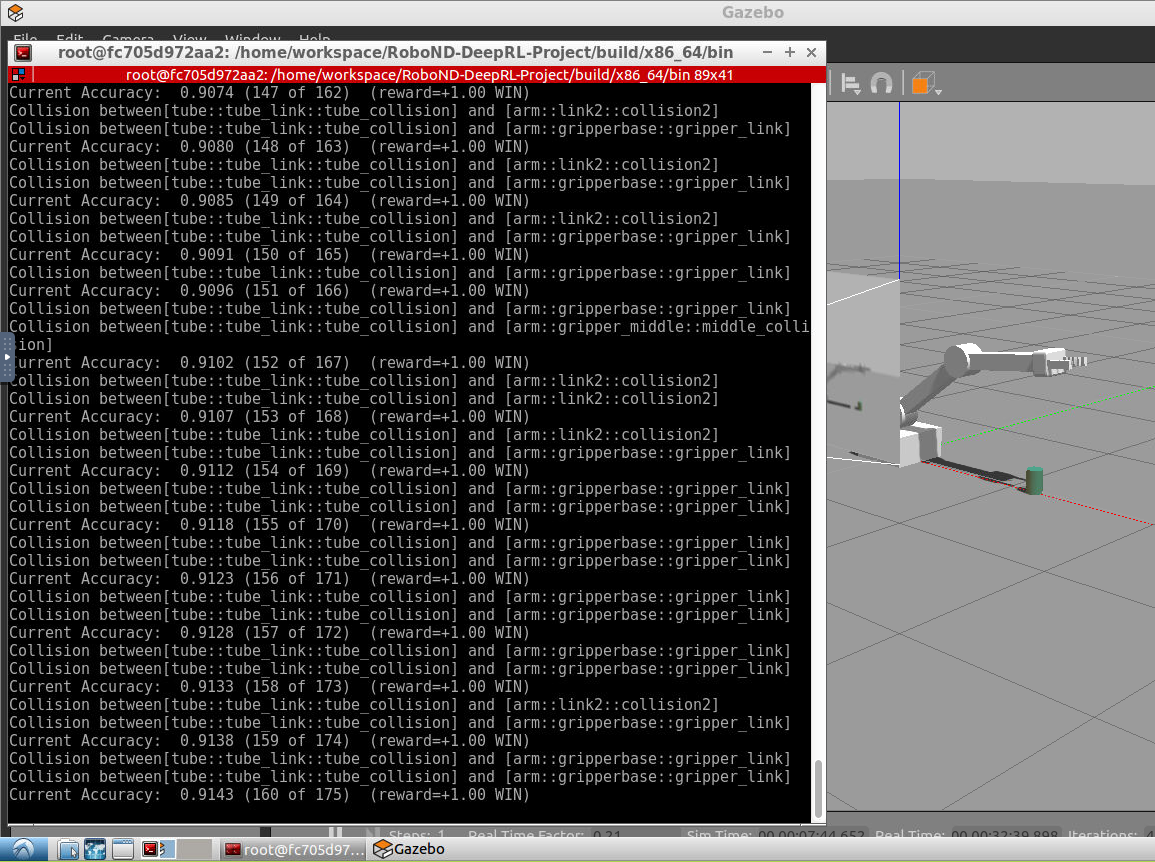 Gazebo
File Edit Camera View Window Help
root@fc705d972aa2: /home/workspace/RoboND-DeepRL-Project/build/x86_64/bin
root@fc705d972aa2: /home/workspace/RoboND-DeepRL-Project/build/x86_64/bin 89x41
Current Accuracy:  0.9074 (147 of 162)  (reward=+1.00 WIN)
Collision between[tube::tube_link::tube_collision] and [arm::link2::collision2]
Collision between[tube::tube_link::tube_collision] and [arm::gripperbase::gripper_link]
Current Accuracy:  0.9080 (148 of 163)  (reward=+1.00 WIN)
Collision between[tube::tube_link::tube_collision] and [arm::link2::collision2]
Collision between[tube::tube_link::tube_collision] and [arm::gripperbase::gripper_link]
Current Accuracy:  0.9085 (149 of 164)  (reward=+1.00 WIN)
Collision between[tube::tube_link::tube_collision] and [arm::link2::collision2]
Collision between[tube::tube_link::tube_collision] and [arm::gripperbase::gripper_link]
Current Accuracy:  0.9091 (150 of 165)  (reward=+1.00 WIN)
Collision between[tube::tube_link::tube_collision] and [arm::gripperbase::gripper_link]
Current Accuracy:  0.9096 (151 of 166)  (reward=+1.00 WIN)
Collision between[tube::tube_link::tube_collision] and [arm::gripperbase::gripper_link]
Collision between[tube::tube_link::tube_collision] and [arm::gripper_middle::middle_colli
sion]
Current Accuracy:  0.9102 (152 of 167)  (reward=+1.00 WIN)
Collision between[tube::tube_link::tube_collision] and [arm::link2::collision2]
Collision between[tube::tube_link::tube_collision] and [arm::link2::collision2]
Current Accuracy:  0.9107 (153 of 168)  (reward=+1.00 WIN)
Collision between[tube::tube_link::tube_collision] and [arm::link2::collision2]
Collision between[tube::tube_link::tube_collision] and [arm::gripperbase::gripper_link]
Current Accuracy:  0.9112 (154 of 169)  (reward=+1.00 WIN)
Collision between[tube::tube_link::tube_collision] and [arm::gripperbase::gripper_link]
Collision between[tube::tube_link::tube_collision] and [arm::gripperbase::gripper_link]
Current Accuracy:  0.9118 (155 of 170)  (reward=+1.00 WIN)
Collision between[tube::tube_link::tube_collision] and [arm::gripperbase::gripper_link]
Collision between[tube::tube_link::tube_collision] and [arm::gripperbase::gripper_link]
Current Accuracy:  0.9123 (156 of 171)  (reward=+1.00 WIN)
Collision between[tube::tube_link::tube_collision] and [arm::gripperbase::gripper_link]
Collision between[tube::tube_link::tube_collision] and [arm::gripperbase::gripper_link]
Current Accuracy:  0.9128 (157 of 172)  (reward=+1.00 WIN)
Collision between[tube::tube_link::tube_collision] and [arm::gripperbase::gripper_link]
Collision between[tube::tube_link::tube_collision] and [arm::gripperbase::gripper_link]
Current Accuracy:  0.9133 (158 of 173)  (reward=+1.00 WIN)
Collision between[tube::tube_link::tube_collision] and [arm::link2::collision2]
Collision between[tube::tube_link::tube_collision] and [arm::gripperbase::gripper_link]
Current Accuracy:  0.9138 (159 of 174)  (reward=+1.00 WIN)
Collision between[tube::tube_link::tube_collision] and [arm::gripperbase::gripper_link]
Collision between[tube::tube_link::tube_collision] and [arm::gripperbase::gripper_link]
Current Accuracy:  0.9143 (160 of 175)  (reward=+1.00 WIN)
Steps: 1 Real Time Factor: 0.21 Sim Time: 00 00:07:44.652 Real Time: 00 00:32:39.898 Iterations:
root@fc705d97... Gazebo